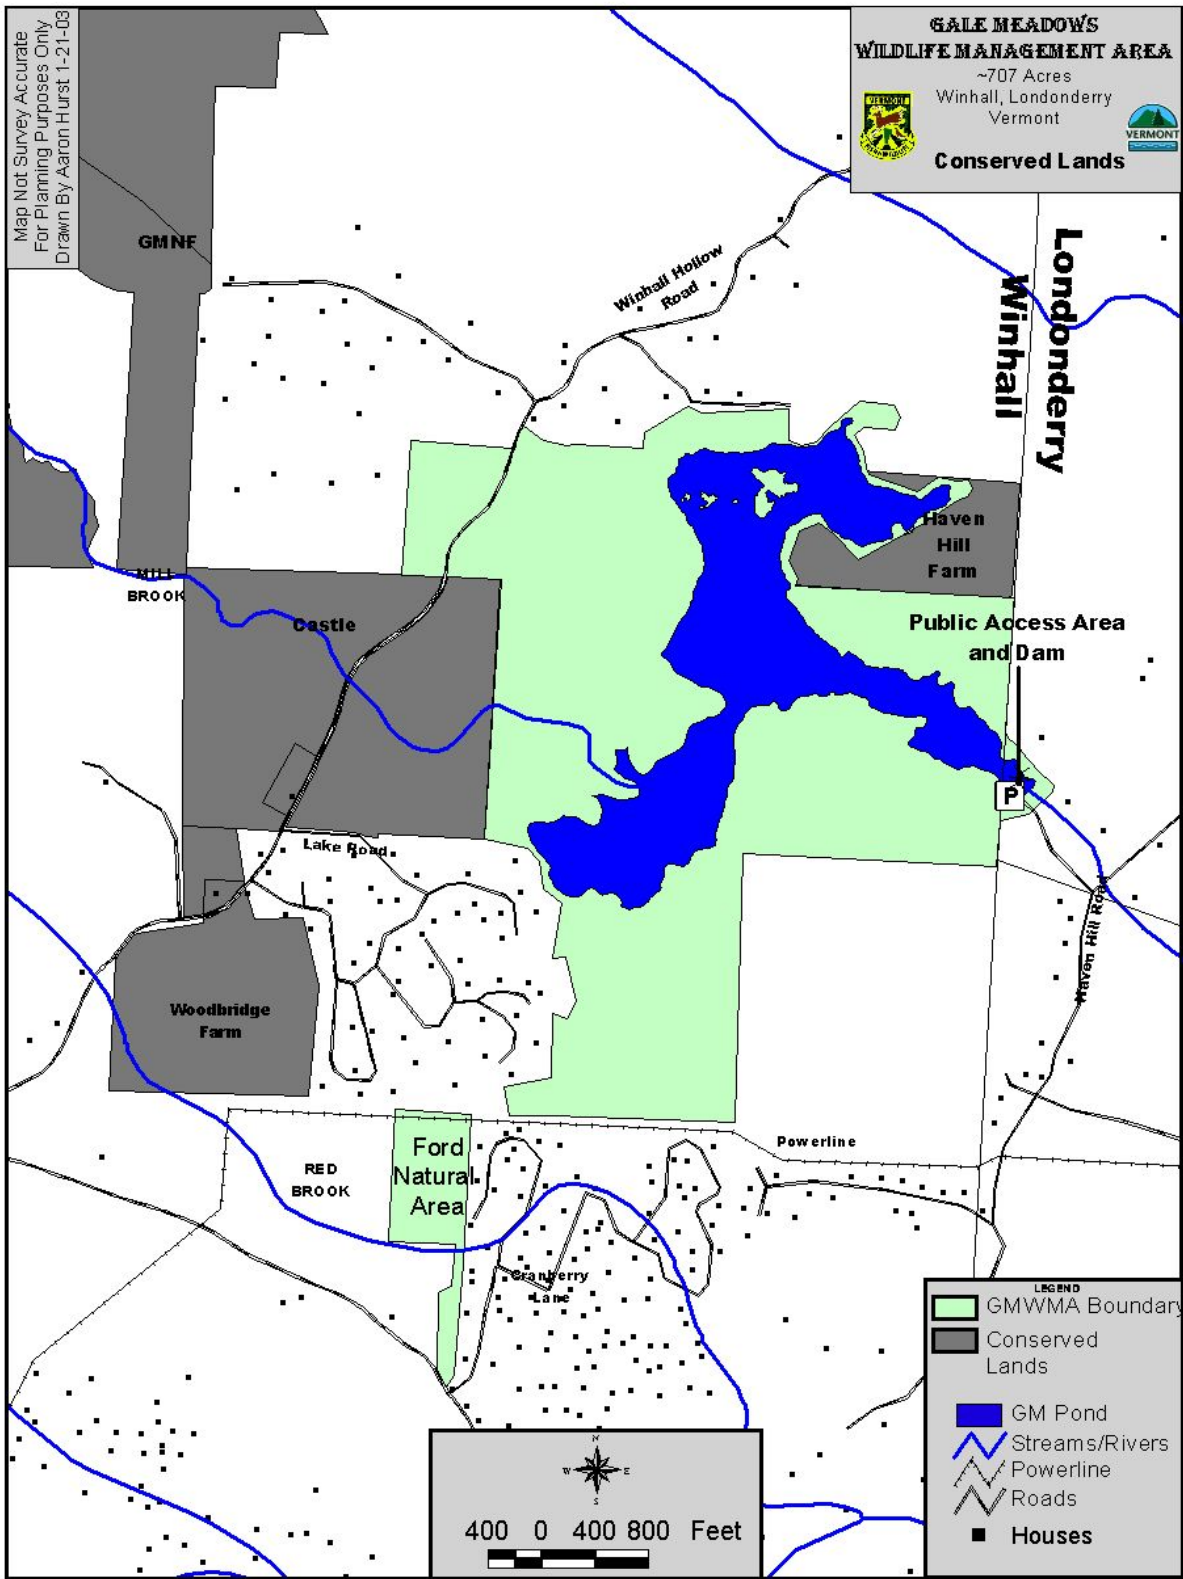 Map Not Survey Accurate
For Planning Purposes Only
Drawn By Aaron Hurst 1-21-03
GALE MEADOWS
WILDLIFE MANAGEMENT AREA
~707 Acres
Winhall, Londonderry
Vermont
VERMONT
VERMONT
Conserved Lands
GMNF
Winhall Hollow
Road
Londonderry
Winhall
Haven
Hill
Farm
MILL
BROOK
Castle
Public Access Area
and Dam
P
Lake Road
Haven Hill Road
Woodbridge
Farm
Powerline
Ford
Natural
Area
RED
BROOK
Cranberry
Lane
LEGEND
GMWMA Boundary
Conserved
Lands
GM Pond
Streams/Rivers
Powerline
Roads
Houses
N
W E
S
400 0 400 800 Feet